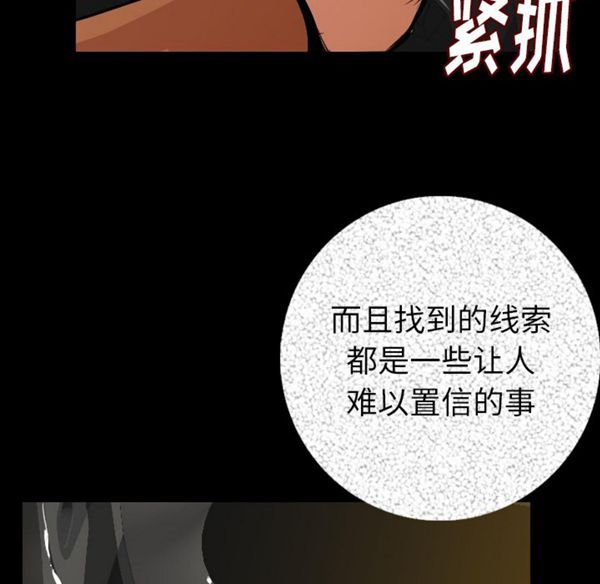 紧抓
而且找到的线索
都是一些让人
难以置信的事